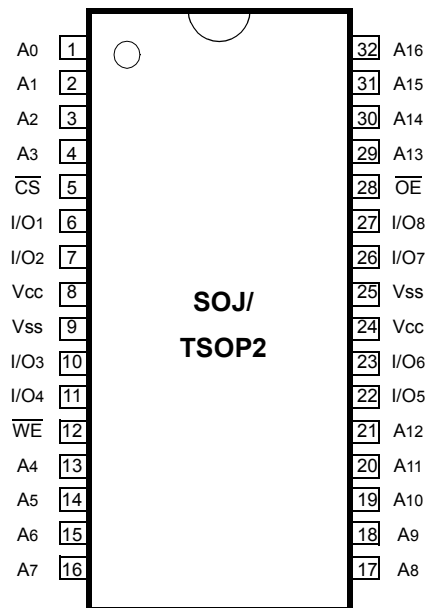 A0 1 32 A16
A1 2 31 A15
A2 3 30 A14
A3 4 29 A13
C̅S̅ 5 28 O̅E̅
I/O1 6 27 I/O8
I/O2 7 26 I/O7
Vcc 8 25 Vss
SOJ/
Vss 9 24 Vcc
TSOP2
I/O3 10 23 I/O6
I/O4 11 22 I/O5
W̅E̅ 12 21 A12
A4 13 20 A11
A5 14 19 A10
A6 15 18 A9
A7 16 17 A8